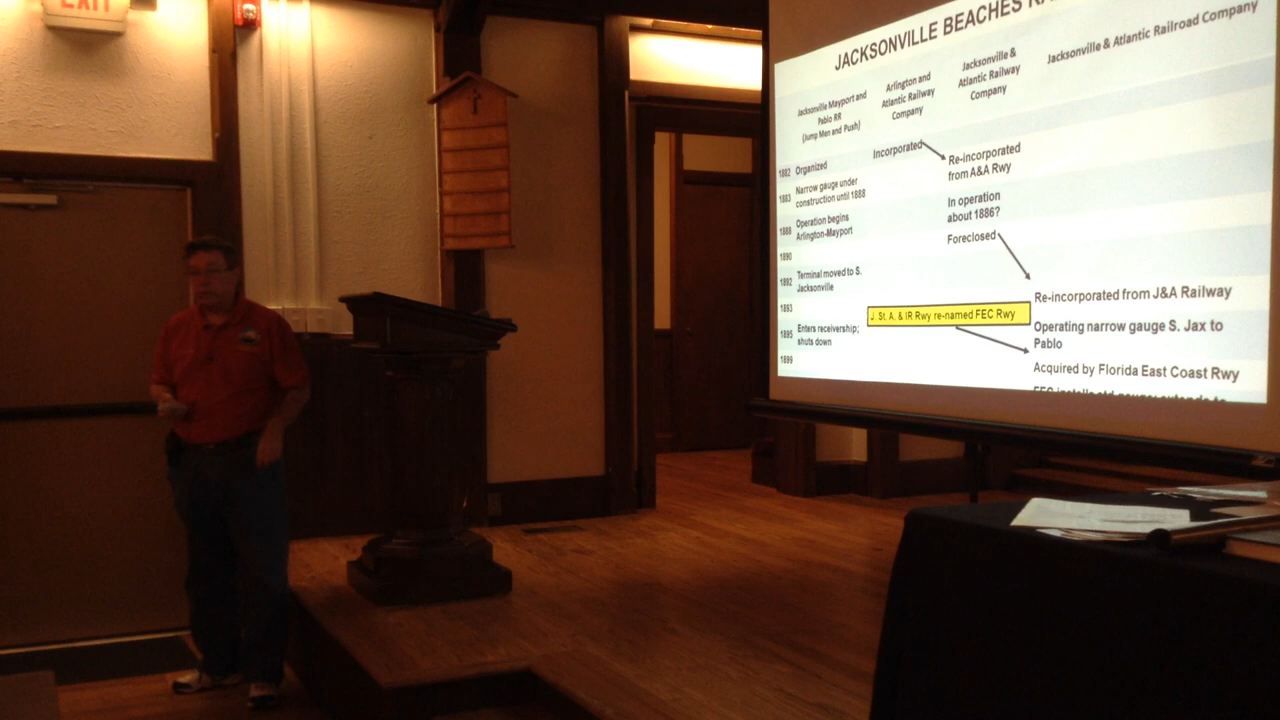 EXIT
JACKSONVILLE BEACHES
Jacksonville Mayport and
Pablo RR
(Jump Men and Push)
Arlington and
Atlantic Railway
Company
Jacksonville &
Atlantic Railway
Company
Jacksonville & Atlantic Railroad Company
1882 Organized
Incorporated
Re-incorporated
from A&A Rwy
1883 Narrow gauge under
construction until 1888
In operation
about 1886?
1888 Operation begins
Arlington-Mayport
Foreclosed
1890
1892 Terminal moved to S.
Jacksonville
Re-incorporated from J&A Railway
1893
J. St. A. & IR Rwy re-named FEC Rwy
Operating narrow gauge S. Jax to
Pablo
1895 Enters receivership;
shuts down
1899
Acquired by Florida East Coast Rwy